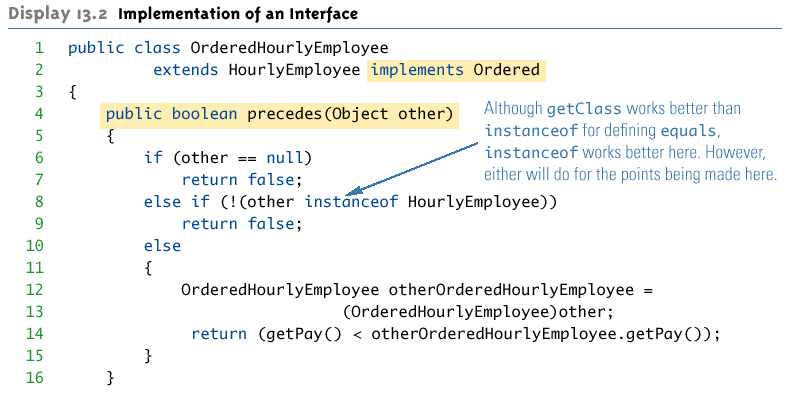 Display 13.2 Implementation of an Interface
1 public class OrderedHourlyEmployee
2 extends HourlyEmployee implements Ordered
3 {
4 public boolean precedes(Object other)
5 {
6 if (other == null)
7 return false;
8 else if (!(other instanceof HourlyEmployee))
9 return false;
10 else
11 {
12 OrderedHourlyEmployee otherOrderedHourlyEmployee =
13 (OrderedHourlyEmployee)other;
14 return (getPay() < otherOrderedHourlyEmployee.getPay());
15 }
16 }
Although getClass works better than
instanceof for defining equals,
instanceof works better here. However,
either will do for the points being made here.